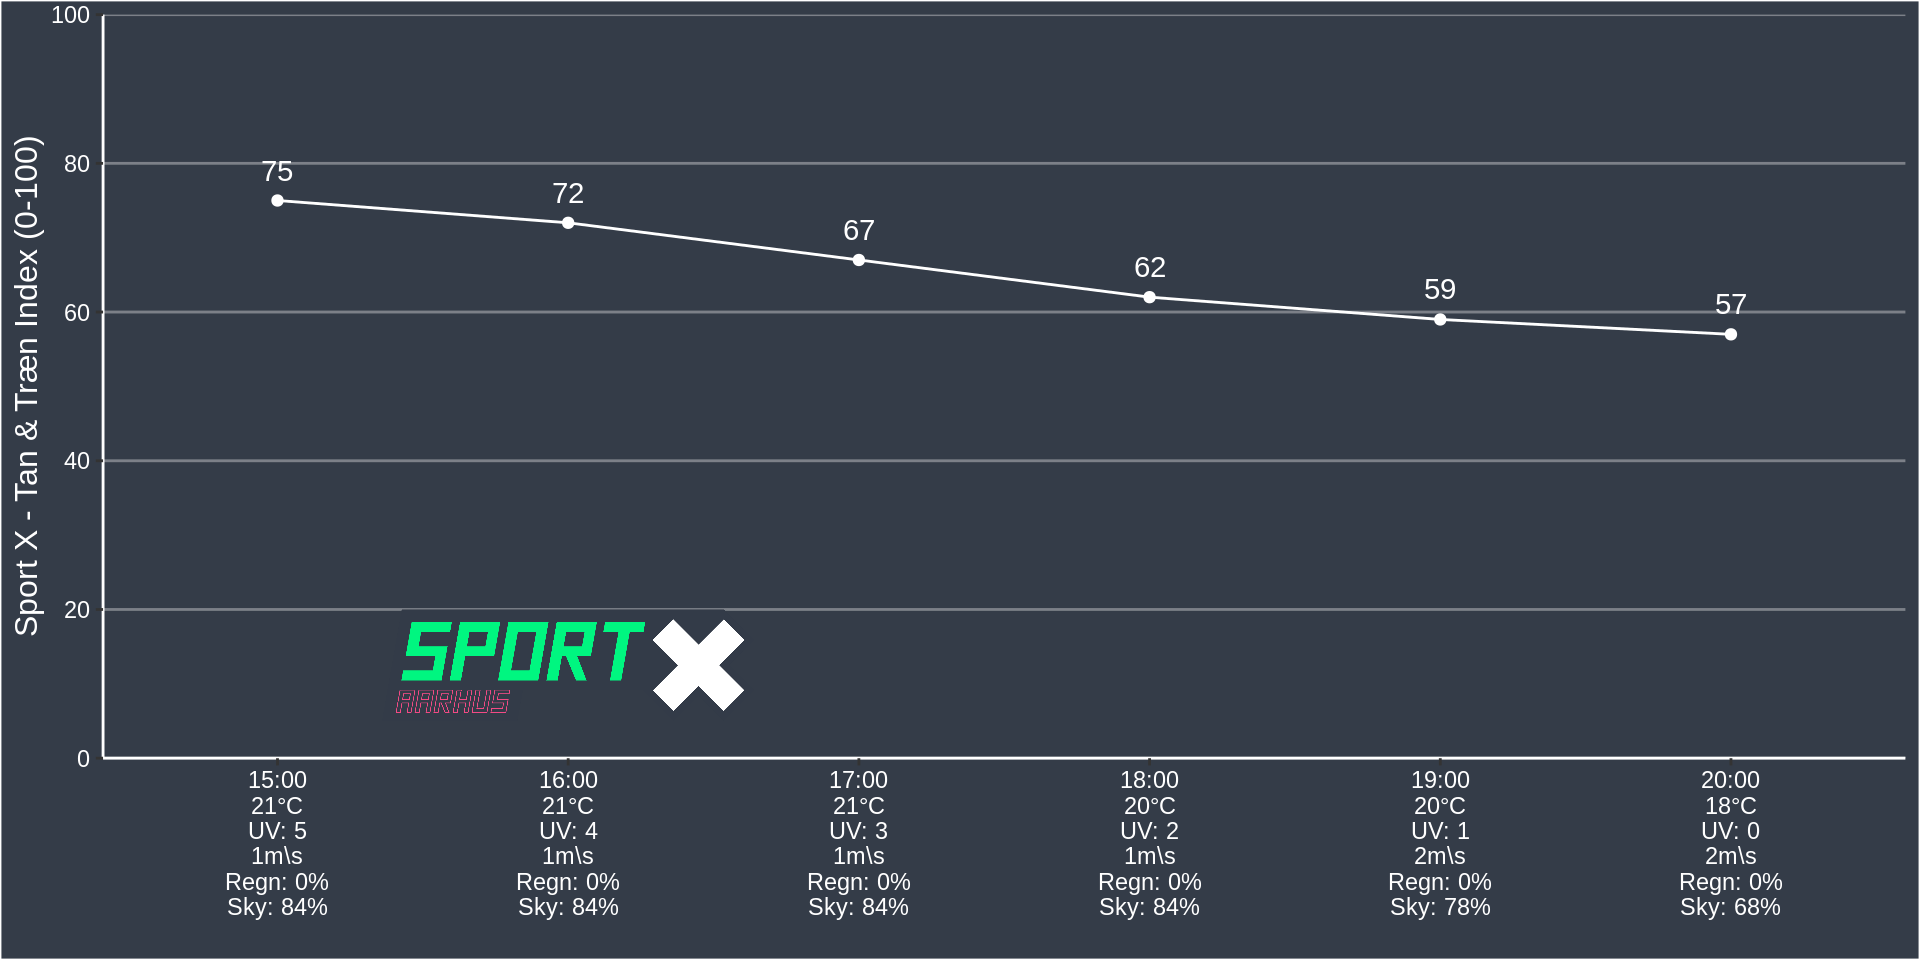 Sport X - Tan & Træn Index (0-100)
100
80
60
40
20
0
75
72
67
62
59
57
SPORT X
AARHUS
15:00
21°C
UV: 5
1m\s
Regn: 0%
Sky: 84%
16:00
21°C
UV: 4
1m\s
Regn: 0%
Sky: 84%
17:00
21°C
UV: 3
1m\s
Regn: 0%
Sky: 84%
18:00
20°C
UV: 2
1m\s
Regn: 0%
Sky: 84%
19:00
20°C
UV: 1
2m\s
Regn: 0%
Sky: 78%
20:00
18°C
UV: 0
2m\s
Regn: 0%
Sky: 68%